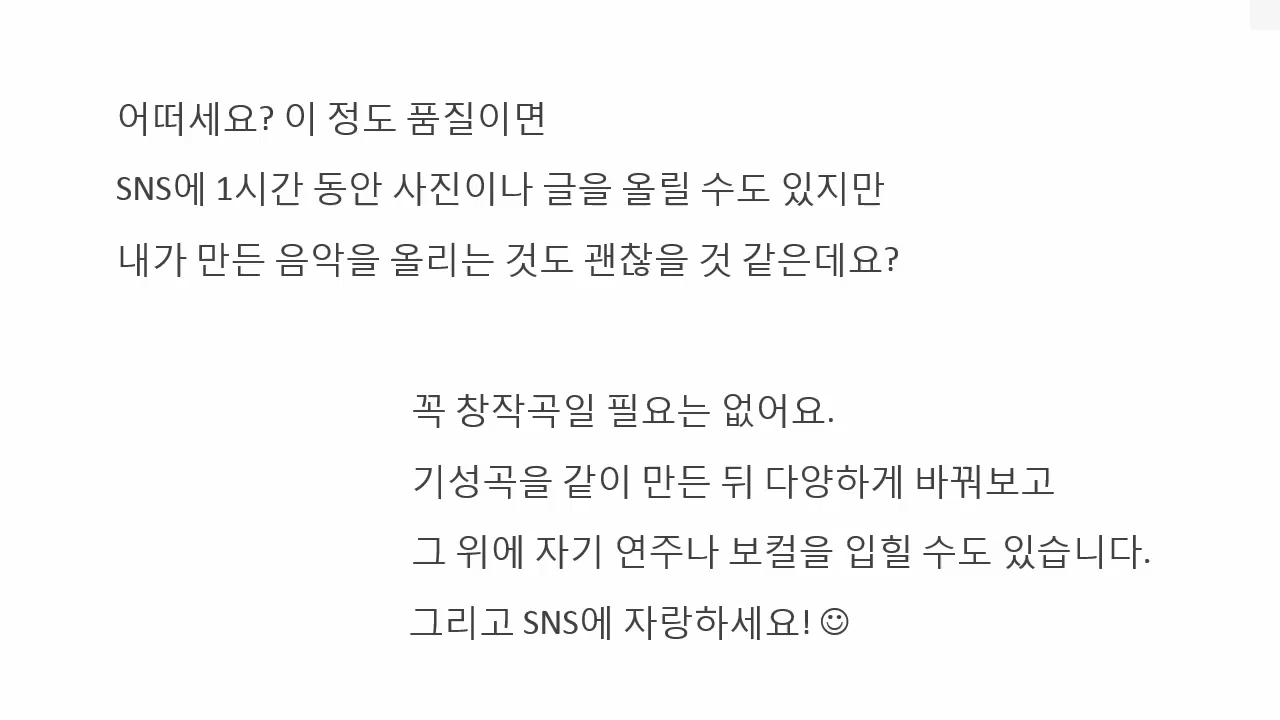 어떠세요? 이 정도 품질이면
SNS에 1시간 동안 사진이나 글을 올릴 수도 있지만
내가 만든 음악을 올리는 것도 괜찮을 것 같은데요?
꼭 창작곡일 필요는 없어요.
기성곡을 같이 만든 뒤 다양하게 바꿔보고
그 위에 자기 연주나 보컬을 입힐 수도 있습니다.
그리고 SNS에 자랑하세요! ☺